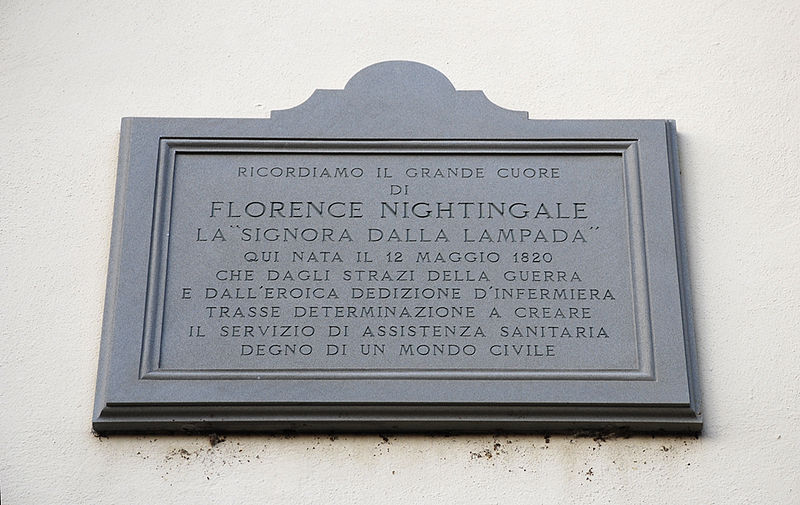 RICORDIAMO IL GRANDE CUORE
DI
FLORENCE NIGHTINGALE
LA "SIGNORA DALLA LAMPADA"
QUI NATA IL 12 MAGGIO 1820
CHE DAGLI STRAZI DELLA GUERRA
E DALL'EROICA DEDIZIONE D'INFERMIERA
TRASSE DETERMINAZIONE A CREARE
IL SERVIZIO DI ASSISTENZA SANITARIA
DEGNO DI UN MONDO CIVILE